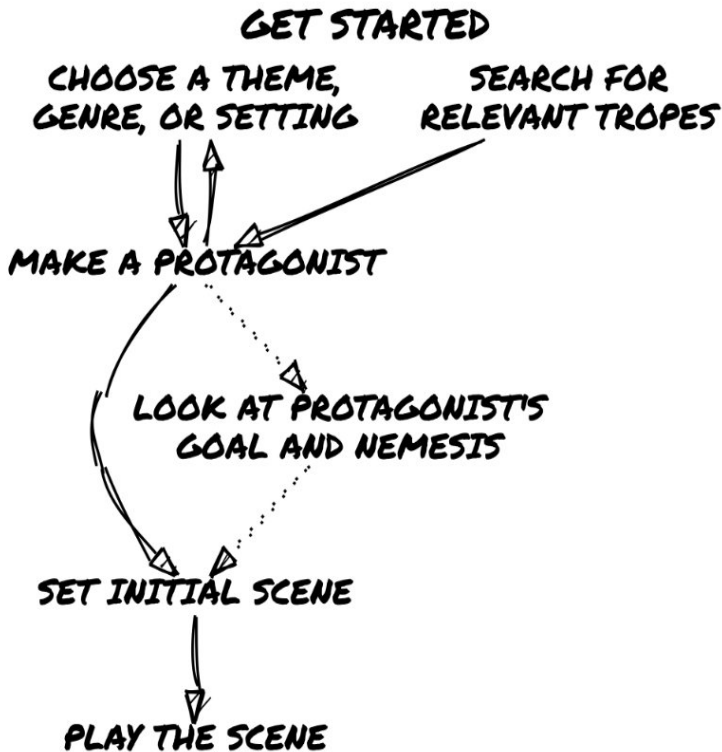 GET STARTED
CHOOSE A THEME,
GENRE, OR SETTING
SEARCH FOR
RELEVANT TROPES
MAKE A PROTAGONIST
LOOK AT PROTAGONIST'S
GOAL AND NEMESIS
SET INITIAL SCENE
PLAY THE SCENE